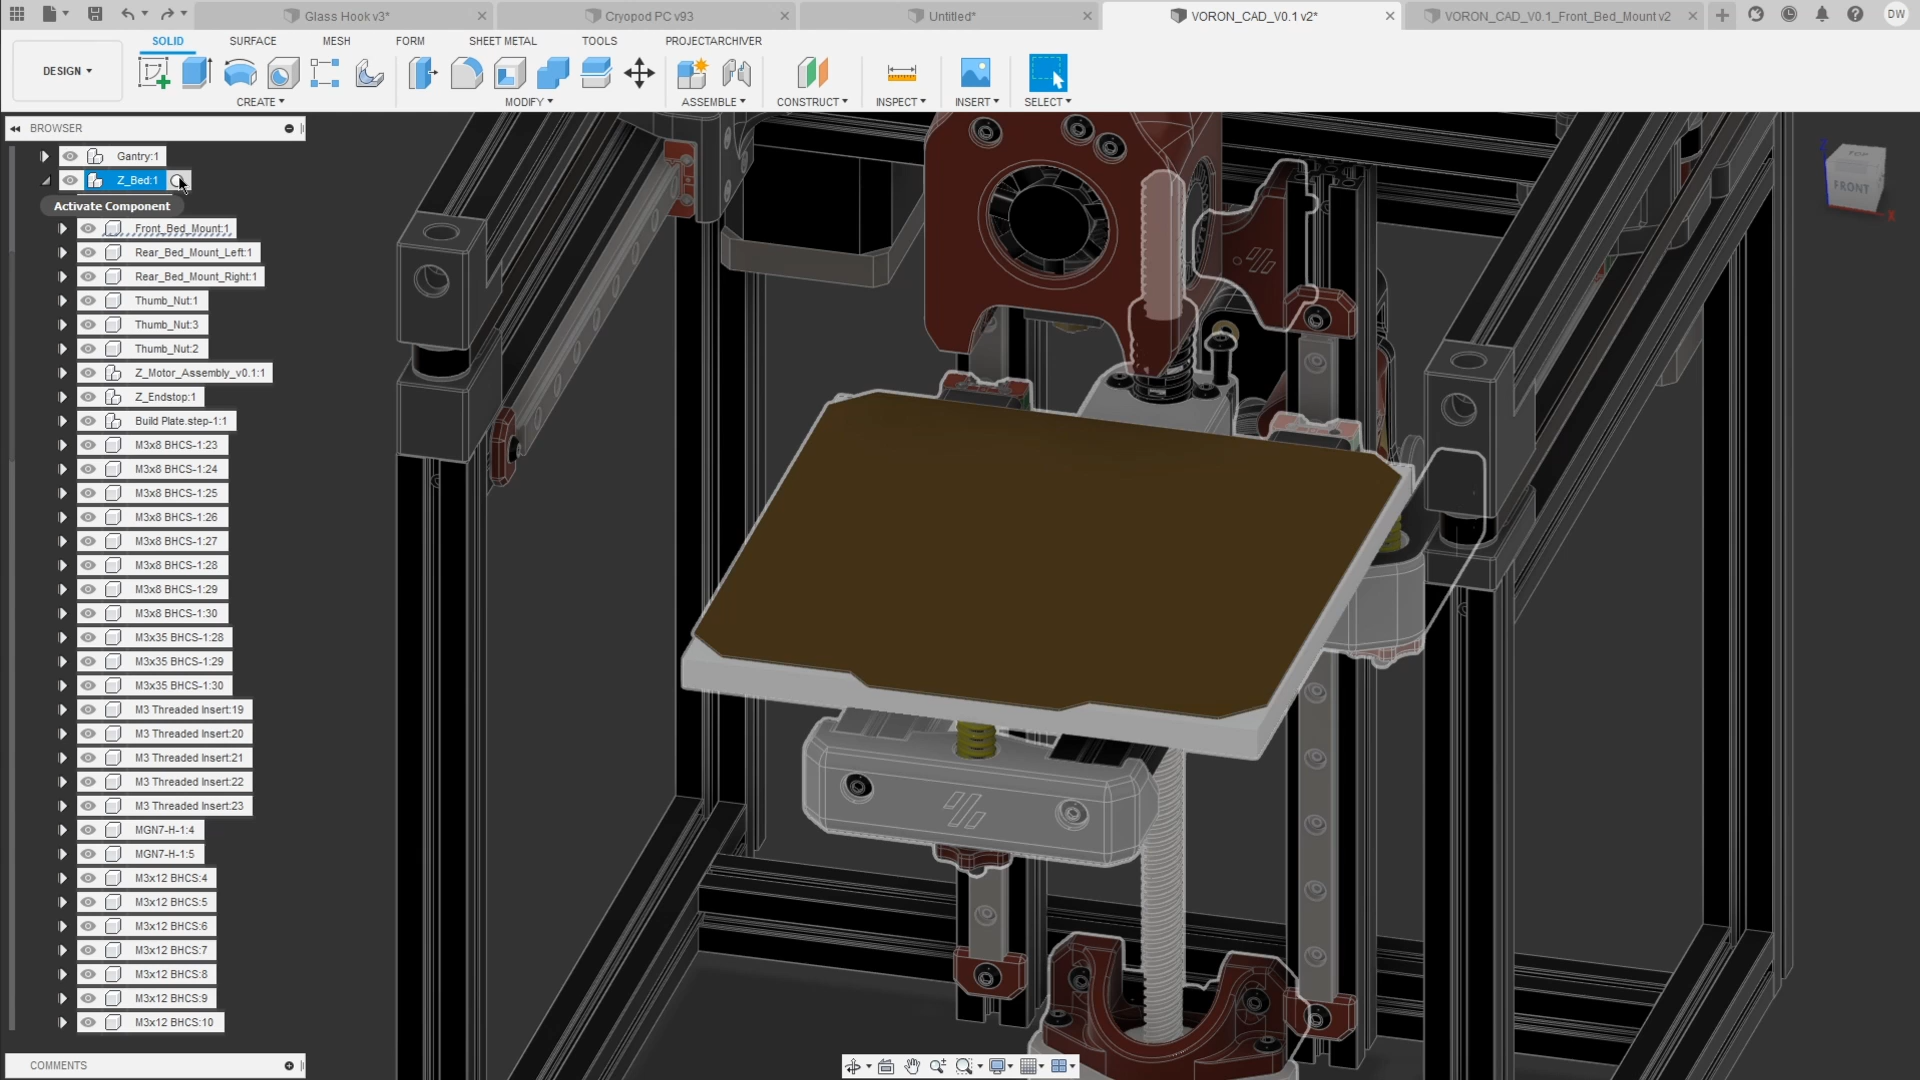 Glass Hook v3*
Cryopod PC v93
Untitled*
VORON_CAD_V0.1 v2*
VORON_CAD_V0.1_Front_Bed_Mount v2
DW
SOLID
SURFACE
MESH
FORM
SHEET METAL
TOOLS
PROJECTARCHIVER
DESIGN
CREATE
MODIFY
ASSEMBLE
CONSTRUCT
INSPECT
INSERT
SELECT
BROWSER
Gantry:1
Z_Bed:1
Activate Component
Front_Bed_Mount:1
Rear_Bed_Mount_Left:1
Rear_Bed_Mount_Right:1
Thumb_Nut:1
Thumb_Nut:3
Thumb_Nut:2
Z_Motor_Assembly_v0.1:1
Z_Endstop:1
Build Plate.step-1:1
M3x8 BHCS-1:23
M3x8 BHCS-1:24
M3x8 BHCS-1:25
M3x8 BHCS-1:26
M3x8 BHCS-1:27
M3x8 BHCS-1:28
M3x8 BHCS-1:29
M3x8 BHCS-1:30
M3x35 BHCS-1:28
M3x35 BHCS-1:29
M3x35 BHCS-1:30
M3 Threaded Insert:19
M3 Threaded Insert:20
M3 Threaded Insert:21
M3 Threaded Insert:22
M3 Threaded Insert:23
MGN7-H-1:4
MGN7-H-1:5
M3x12 BHCS:4
M3x12 BHCS:5
M3x12 BHCS:6
M3x12 BHCS:7
M3x12 BHCS:8
M3x12 BHCS:9
M3x12 BHCS:10
COMMENTS
TOP
FRONT
Z
X